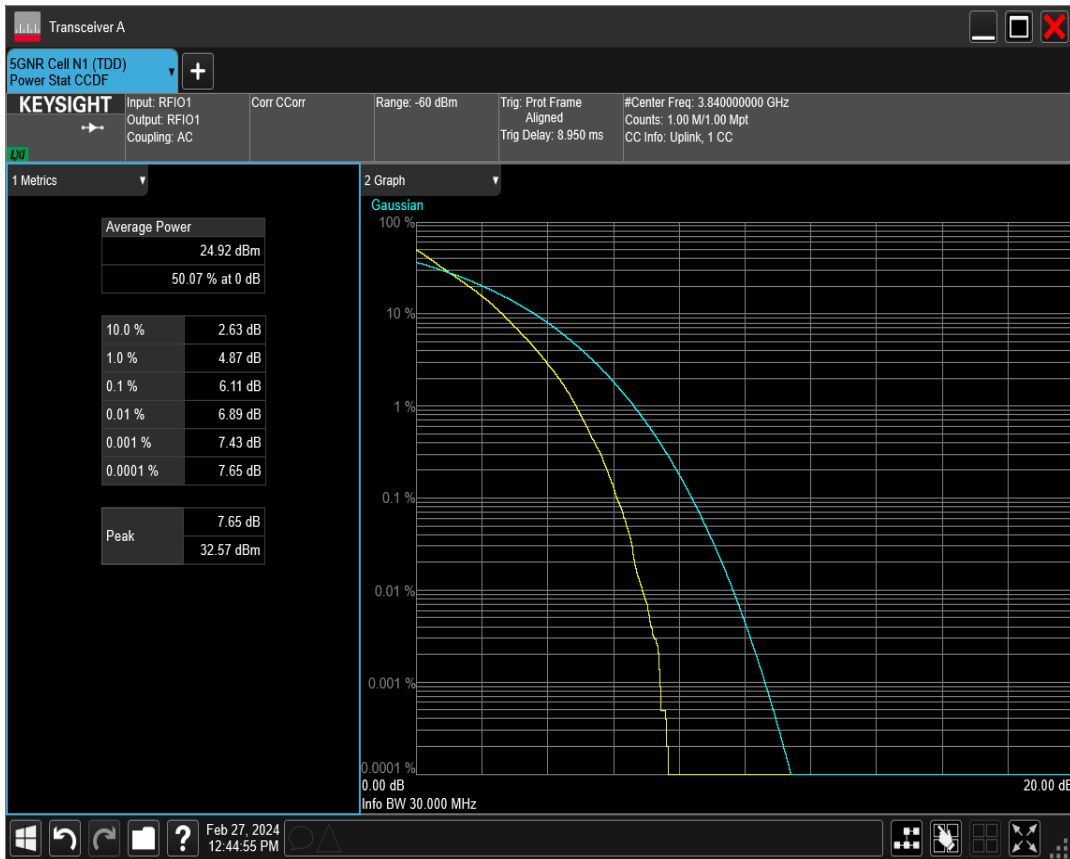 Transceiver A
5GNR Cell N1 (TDD)
Power Stat CCDF
+
KEYSIGHT
LXI
Input: RFIO1
Output: RFIO1
Coupling: AC
Corr CCorr
Range: -60 dBm
Trig: Prot Frame
Aligned
Trig Delay: 8.950 ms
#Center Freq: 3.840000000 GHz
Counts: 1.00 M/1.00 Mpt
CC Info: Uplink, 1 CC
1 Metrics
Average Power
24.92 dBm
50.07 % at 0 dB
10.0 % 2.63 dB
1.0 % 4.87 dB
0.1 % 6.11 dB
0.01 % 6.89 dB
0.001 % 7.43 dB
0.0001 % 7.65 dB
Peak 7.65 dB
32.57 dBm
2 Graph
Gaussian
100 %
10 %
1 %
0.1 %
0.01 %
0.001 %
0.0001 %
0.00 dB 20.00 dB
Info BW 30.000 MHz
?
Feb 27, 2024
12:44:55 PM